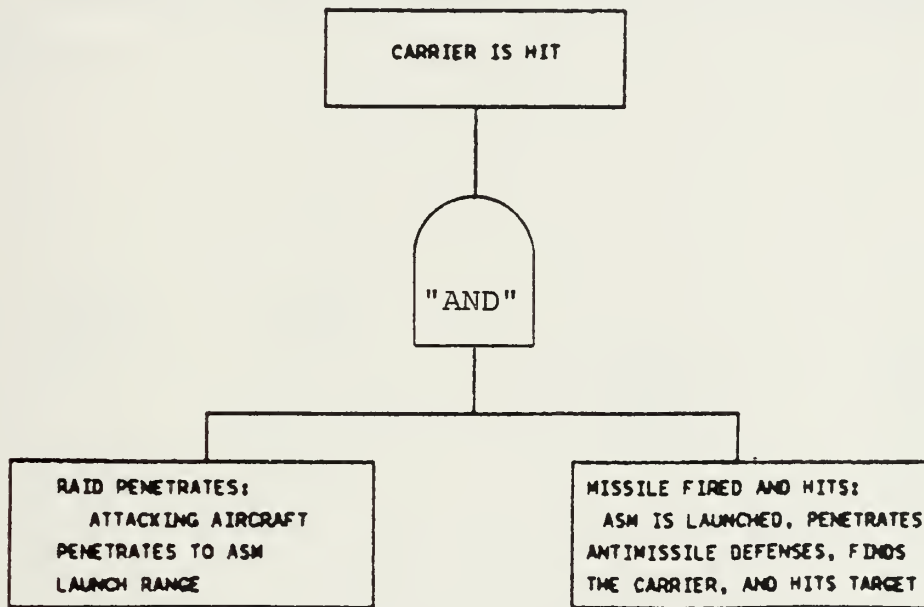 CARRIER IS HIT
"AND"
RAID PENETRATES:
ATTACKING AIRCRAFT
PENETRATES TO ASM
LAUNCH RANGE
MISSILE FIRED AND HITS:
ASM IS LAUNCHED, PENETRATES
ANTIMISSILE DEFENSES, FINDS
THE CARRIER, AND HITS TARGET